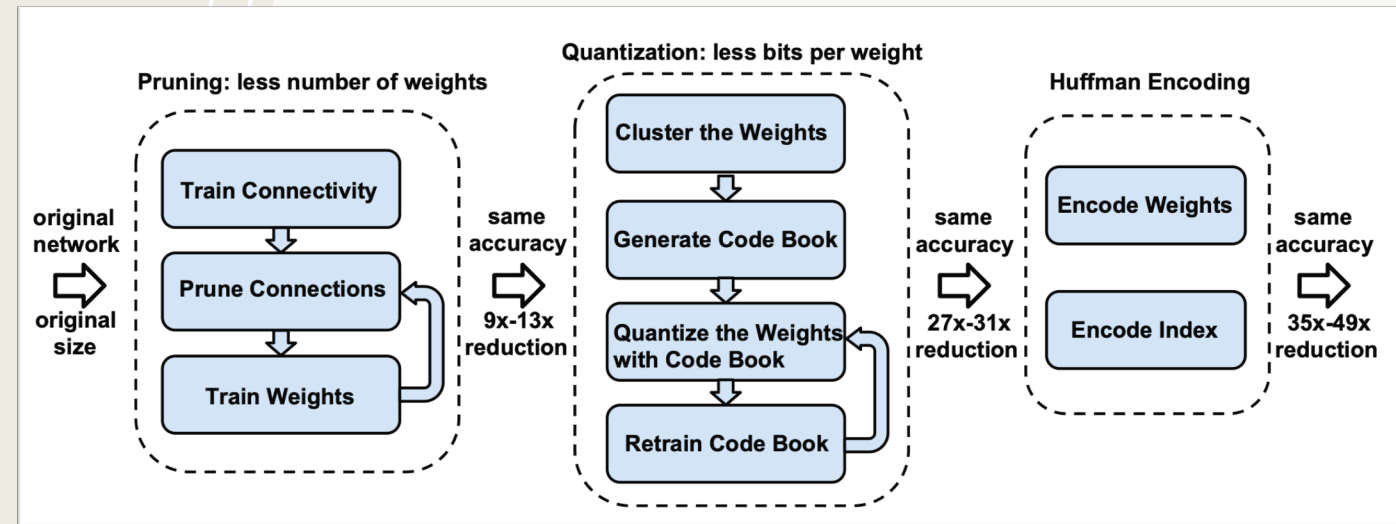 original
network
original
size
Pruning: less number of weights
Train Connectivity
Prune Connections
Train Weights
same
accuracy
9x-13x
reduction
Quantization: less bits per weight
Cluster the Weights
Generate Code Book
Quantize the Weights
with Code Book
Retrain Code Book
same
accuracy
27x-31x
reduction
Huffman Encoding
Encode Weights
Encode Index
same
accuracy
35x-49x
reduction